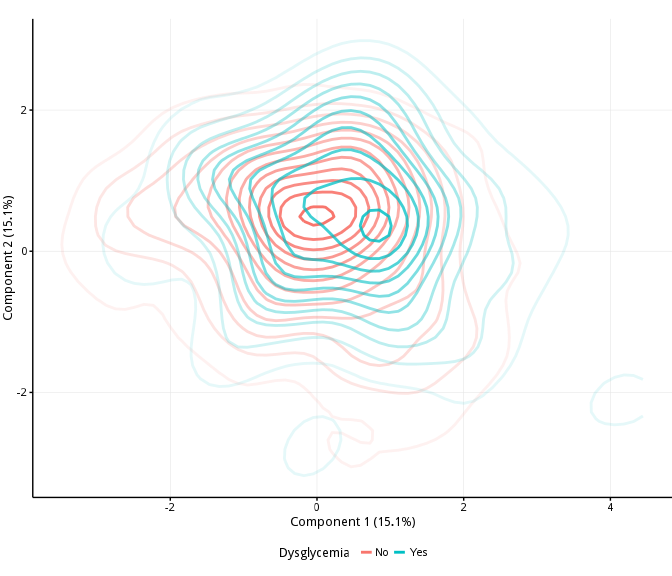 Component 2 (15.1%)
2
0
-2
-2
0
2
4
Component 1 (15.1%)
Dysglycemia No Yes